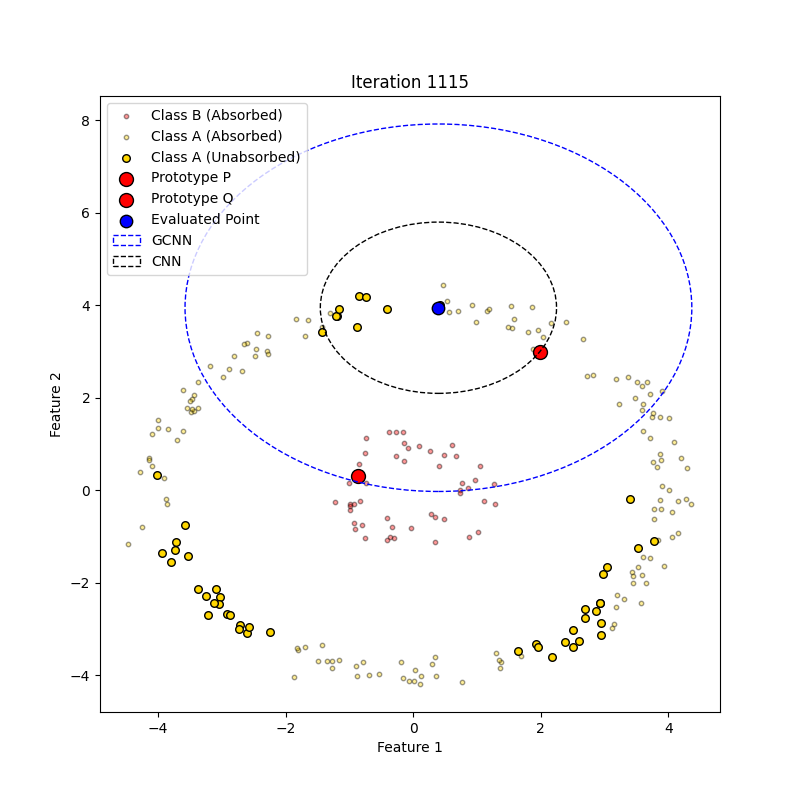 Iteration 1115
Class B (Absorbed)
Class A (Absorbed)
Class A (Unabsorbed)
Prototype P
Prototype Q
Evaluated Point
GCNN
CNN
8
6
4
2
0
−2
−4
Feature 2
−4 −2 0 2 4
Feature 1